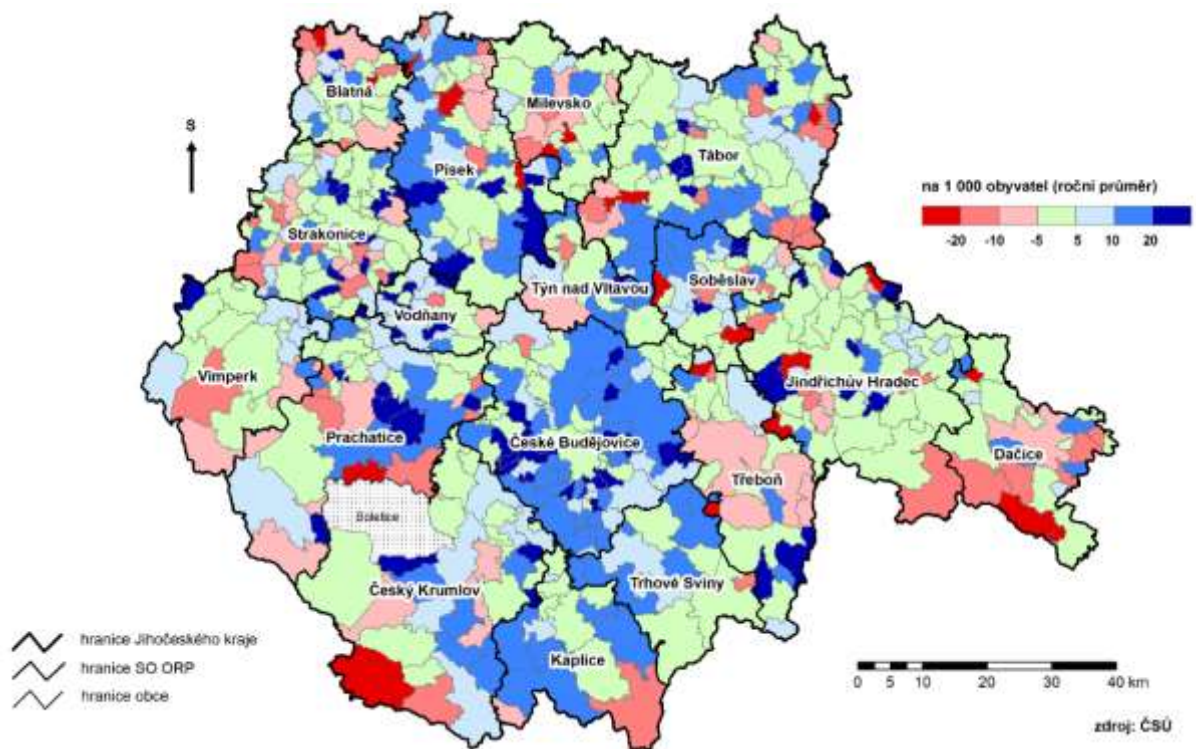 Blatná
Milevsko
S
Písek
Tábor
na 1 000 obyvatel (roční průměr)
-20 -10 -5 5 10 20
Strakonice
Týn nad Vltavou
Soběslav
Vodňany
Vimperk
Jindřichův Hradec
Prachatice
České Budějovice
Dačice
Třeboň
Boletice
Český Krumlov
Trhové Sviny
hranice Jihočeského kraje
Kaplice
hranice SO ORP
hranice obce
0 5 10 20 30 40 km
zdroj: ČSÚ